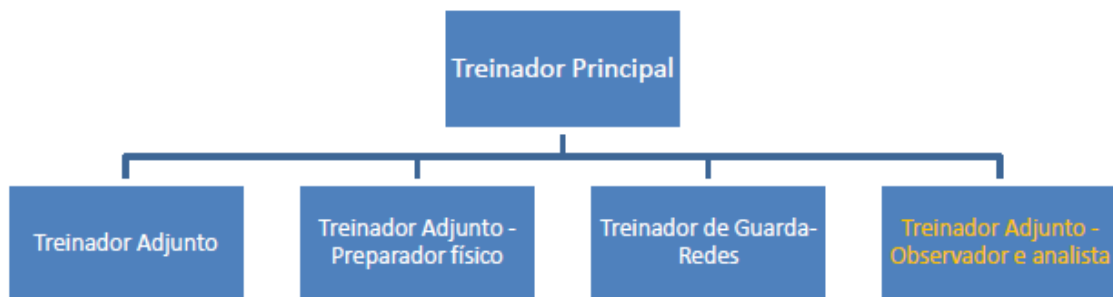 Treinador Principal
Treinador Adjunto
Treinador Adjunto -
Preparador físico
Treinador de Guarda-
Redes
Treinador Adjunto -
Observador e analista